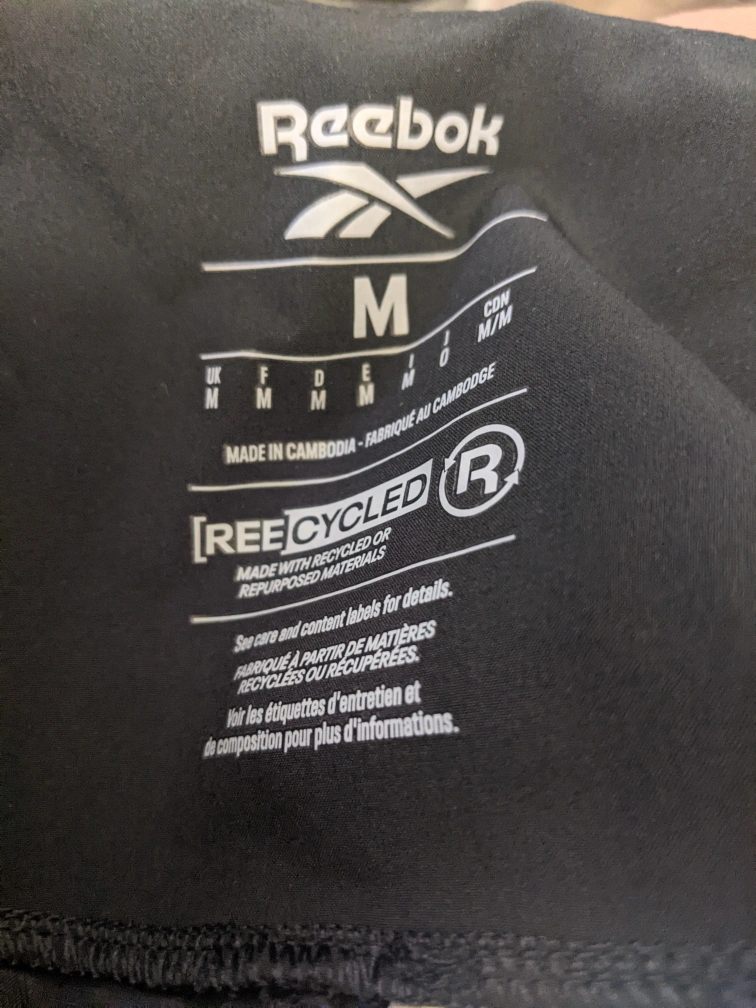 Reebok
M
UK F D E I J CDN
M M M M M O M/M
MADE IN CAMBODIA - FABRIQUÉ AU CAMBODGE
[REE]CYCLED R
MADE WITH RECYCLED OR
REPURPOSED MATERIALS
See care and content labels for details.
FABRIQUÉ À PARTIR DE MATIÈRES
RECYCLÉES OU RÉCUPÉRÉES.
Voir les étiquettes d'entretien et
de composition pour plus d'informations.